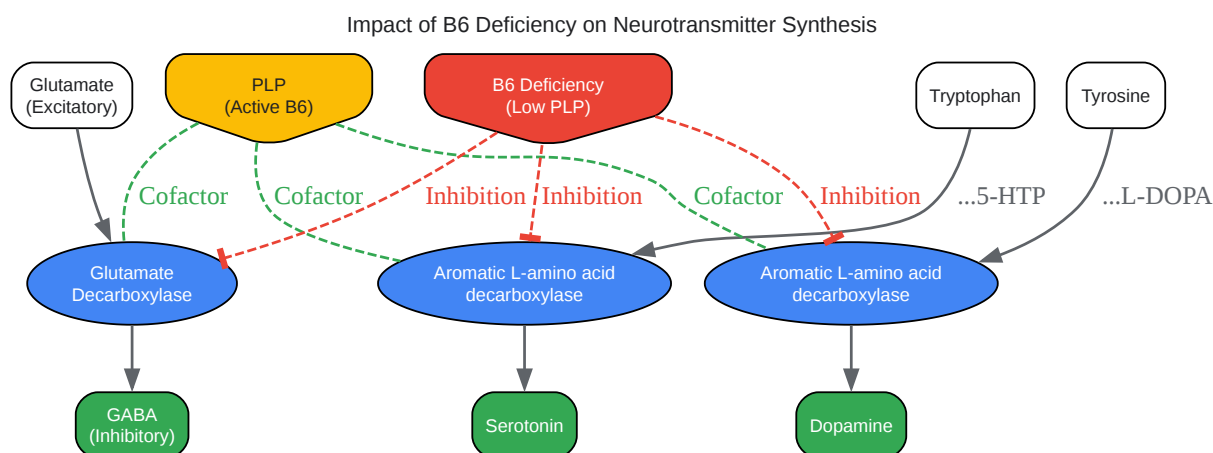 Impact of B6 Deficiency on Neurotransmitter Synthesis
Glutamate
(Excitatory)
PLP
(Active B6)
B6 Deficiency
(Low PLP)
Tryptophan
Tyrosine
Cofactor
Cofactor
Inhibition
Inhibition
Cofactor
Inhibition
...5-HTP
...L-DOPA
Glutamate
Decarboxylase
Aromatic L-amino acid
decarboxylase
Aromatic L-amino acid
decarboxylase
GABA
(Inhibitory)
Serotonin
Dopamine